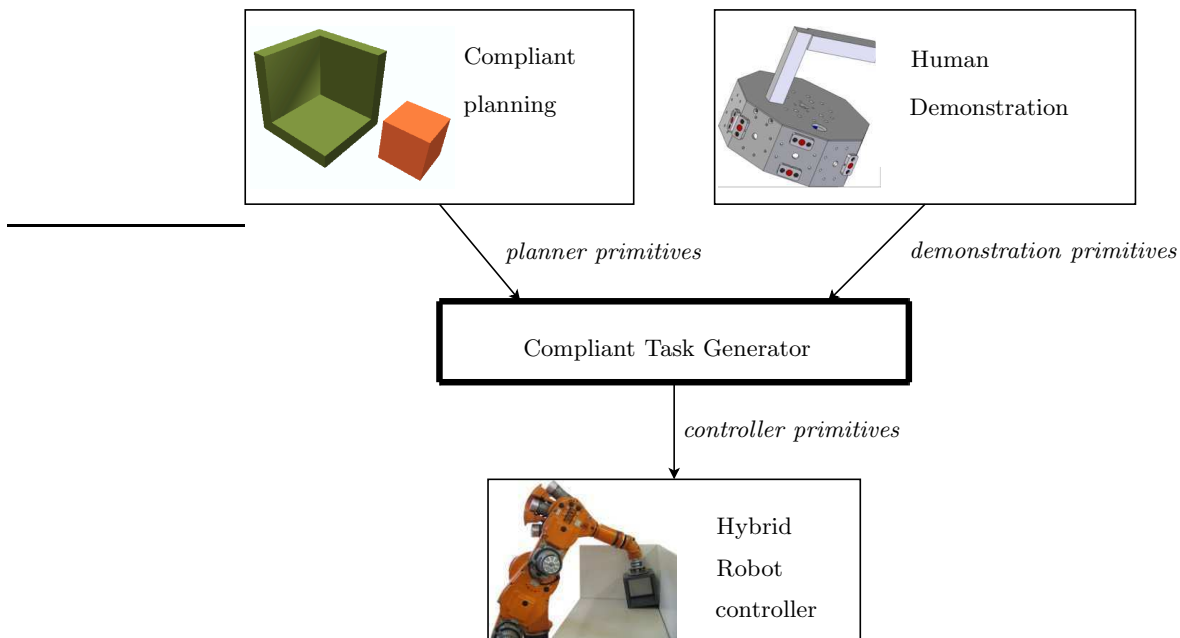 Compliant
planning
Human
Demonstration
planner primitives
demonstration primitives
Compliant Task Generator
controller primitives
Hybrid
Robot
controller